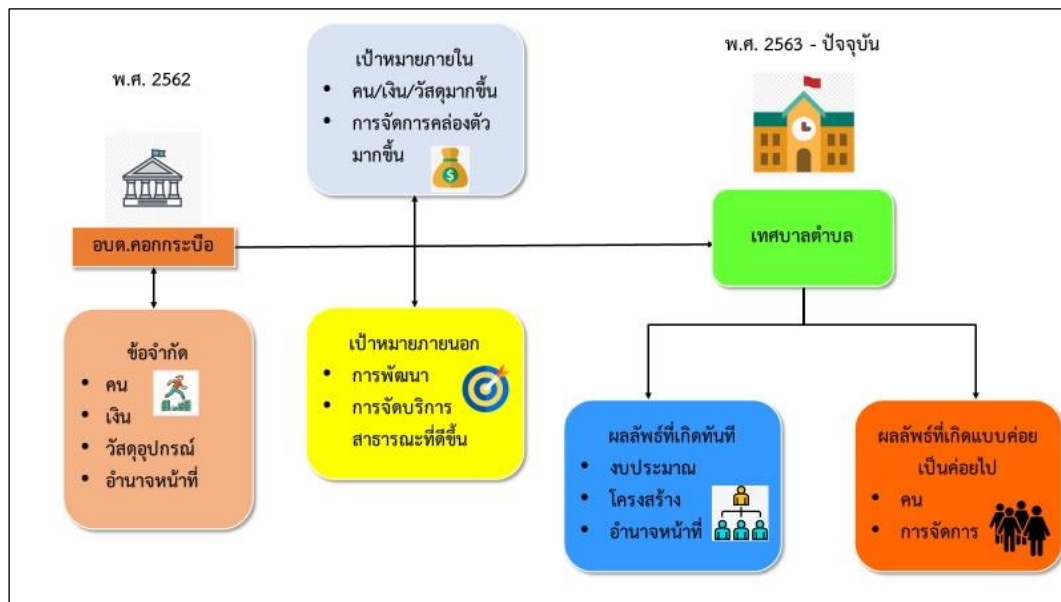 พ.ศ. 2562
อบต.คอกกระบือ
ข้อจำกัด
• คน
• เงิน
• วัสดุอุปกรณ์
• อำนาจหน้าที่
เป้าหมายภายใน
• คน/เงิน/วัสดุมากขึ้น
• การจัดการคล่องตัว
มากขึ้น
$
เป้าหมายภายนอก
• การพัฒนา
• การจัดบริการ
สาธารณะที่ดีขึ้น
พ.ศ. 2563 - ปัจจุบัน
เทศบาลตำบล
ผลลัพธ์ที่เกิดทันที
• งบประมาณ
• โครงสร้าง
• อำนาจหน้าที่
ผลลัพธ์ที่เกิดแบบค่อย
เป็นค่อยไป
• คน
• การจัดการ